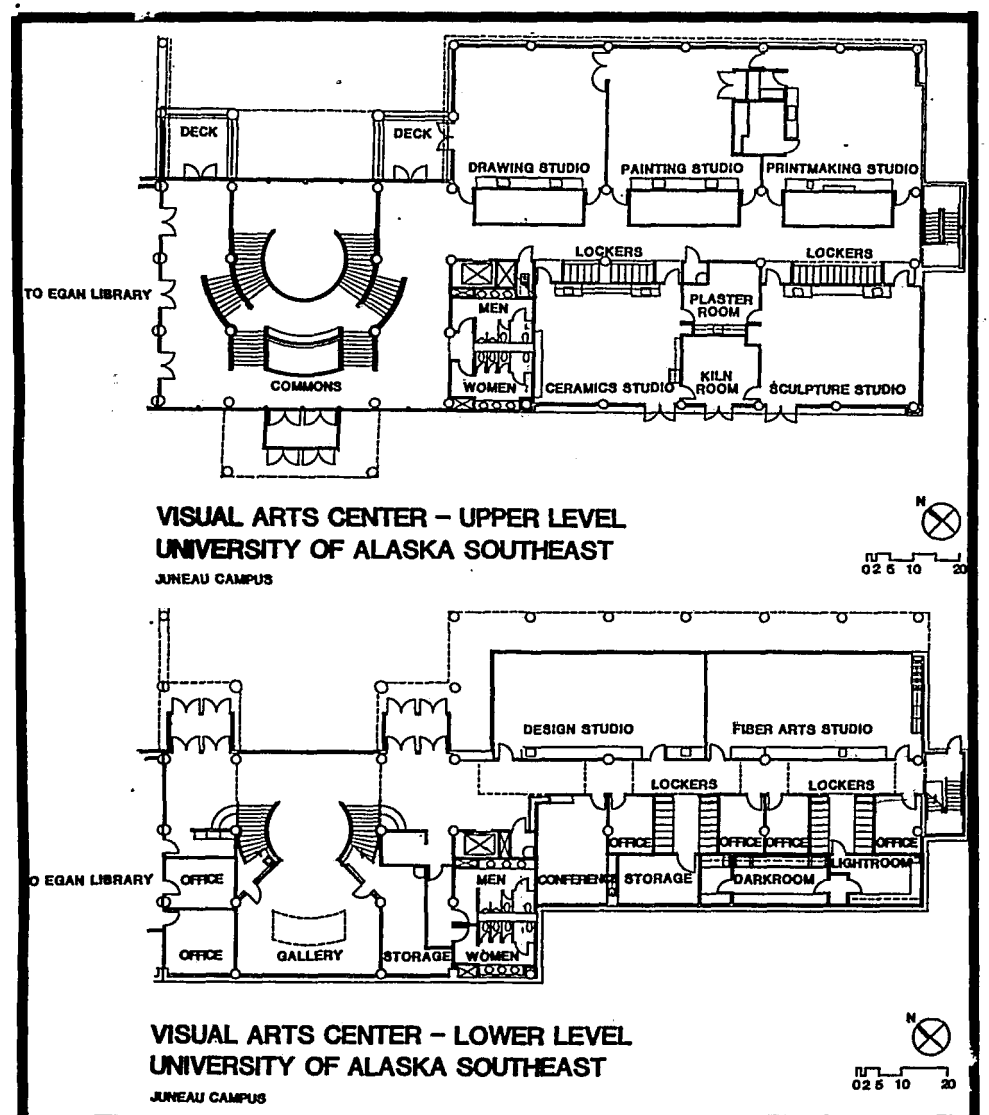 DECK DECK
DRAWING STUDIO PAINTING STUDIO PRINTMAKING STUDIO
LOCKERS LOCKERS
TO EGAN LIBRARY
MEN PLASTER
ROOM
COMMONS WOMEN CERAMICS STUDIO KILN
ROOM SCULPTURE STUDIO
VISUAL ARTS CENTER – UPPER LEVEL
UNIVERSITY OF ALASKA SOUTHEAST
JUNEAU CAMPUS
N
0 2 5 10 20
DESIGN STUDIO FIBER ARTS STUDIO
LOCKERS LOCKERS
OFFICE OFFICE OFFICE OFFICE
LIGHTROOM
O EGAN LIBRARY OFFICE MEN CONFERENCE STORAGE DARKROOM
OFFICE GALLERY STORAGE WOMEN
VISUAL ARTS CENTER – LOWER LEVEL
UNIVERSITY OF ALASKA SOUTHEAST
JUNEAU CAMPUS
N
0 2 5 10 20